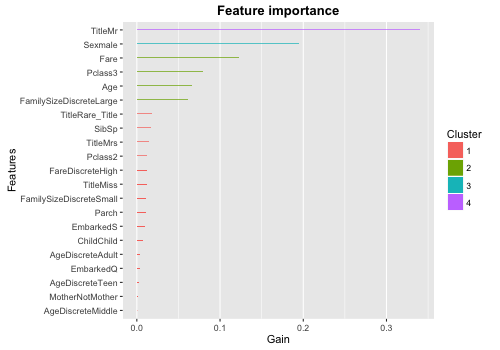 Feature importance
Features
TitleMr
Sexmale
Fare
Pclass3
Age
FamilySizeDiscreteLarge
TitleRare_Title
SibSp
TitleMrs
Pclass2
FareDiscreteHigh
TitleMiss
FamilySizeDiscreteSmall
Parch
EmbarkedS
ChildChild
AgeDiscreteAdult
EmbarkedQ
AgeDiscreteTeen
MotherNotMother
AgeDiscreteMiddle
0.0 0.1 0.2 0.3
Gain
Cluster
1
2
3
4